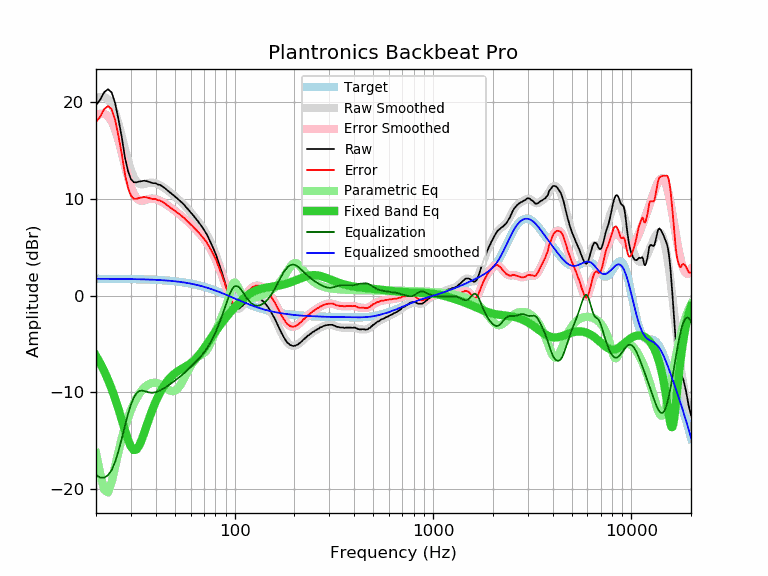 Plantronics Backbeat Pro
Target
Raw Smoothed
Error Smoothed
Raw
Error
Parametric Eq
Fixed Band Eq
Equalization
Equalized smoothed
Amplitude (dBr)
20
10
0
−10
−20
100
1000
10000
Frequency (Hz)